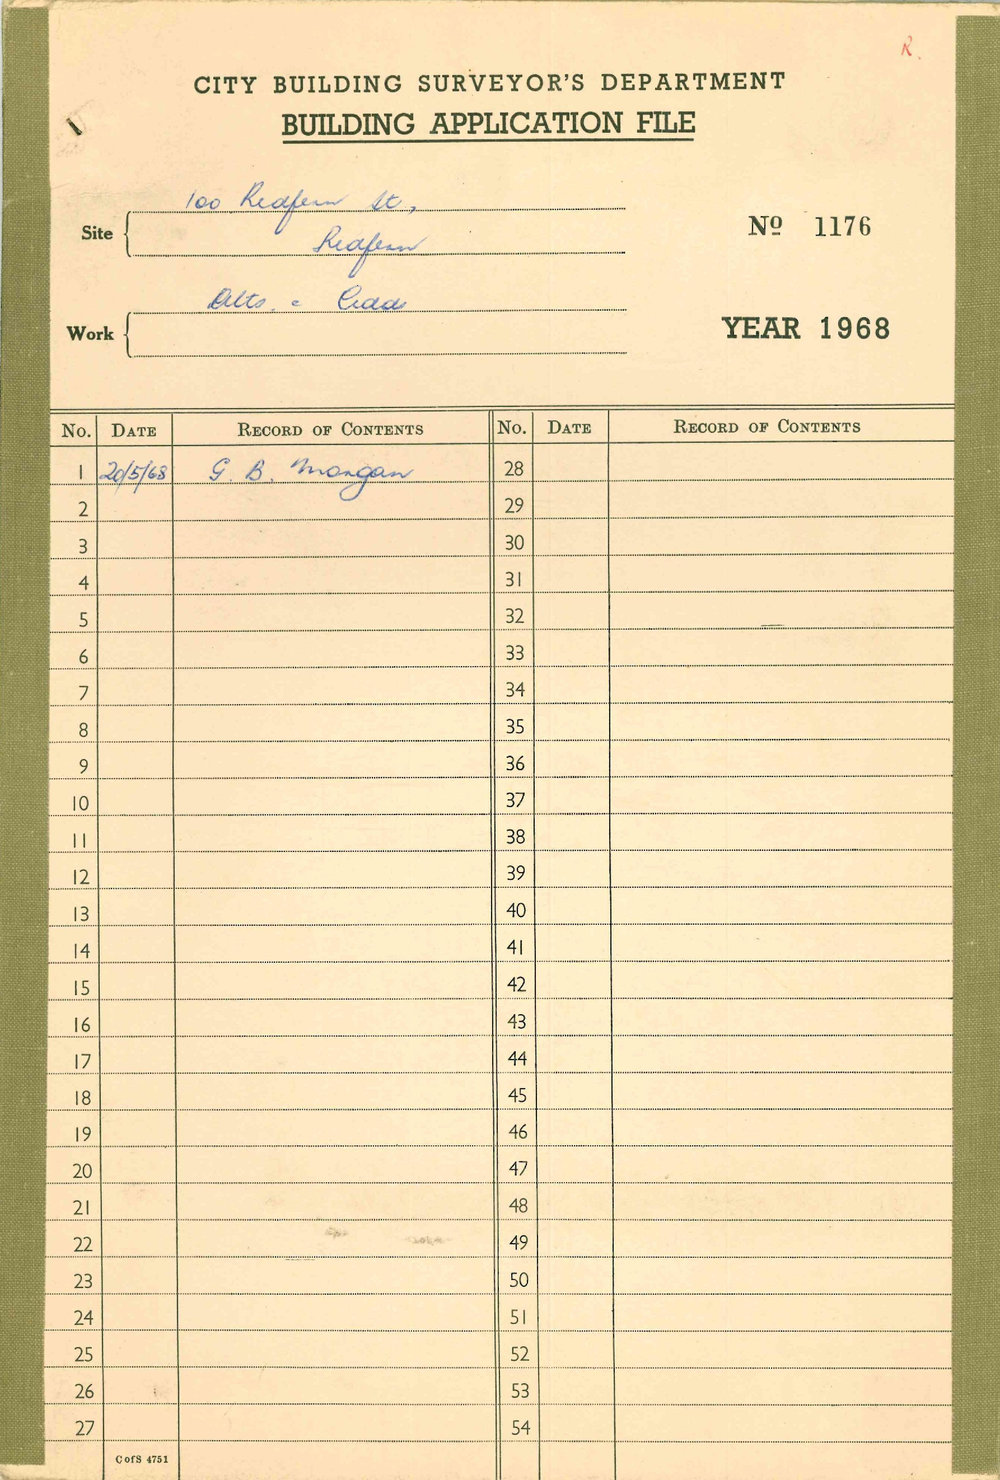 R.
CITY BUILDING SURVEYOR'S DEPARTMENT
BUILDING APPLICATION FILE
Site
100 Redfern St,
Redfern
Nº 1176
Work
Alts. & Adds
YEAR 1968
No. DATE RECORD OF CONTENTS No. DATE RECORD OF CONTENTS
1 20/5/68 G. B. Morgan 28
2 29
3 30
4 31
5 32
6 33
7 34
8 35
9 36
10 37
11 38
12 39
13 40
14 41
15 42
16 43
17 44
18 45
19 46
20 47
21 48
22 49
23 50
24 51
25 52
26 53
27 54
C of S 4751